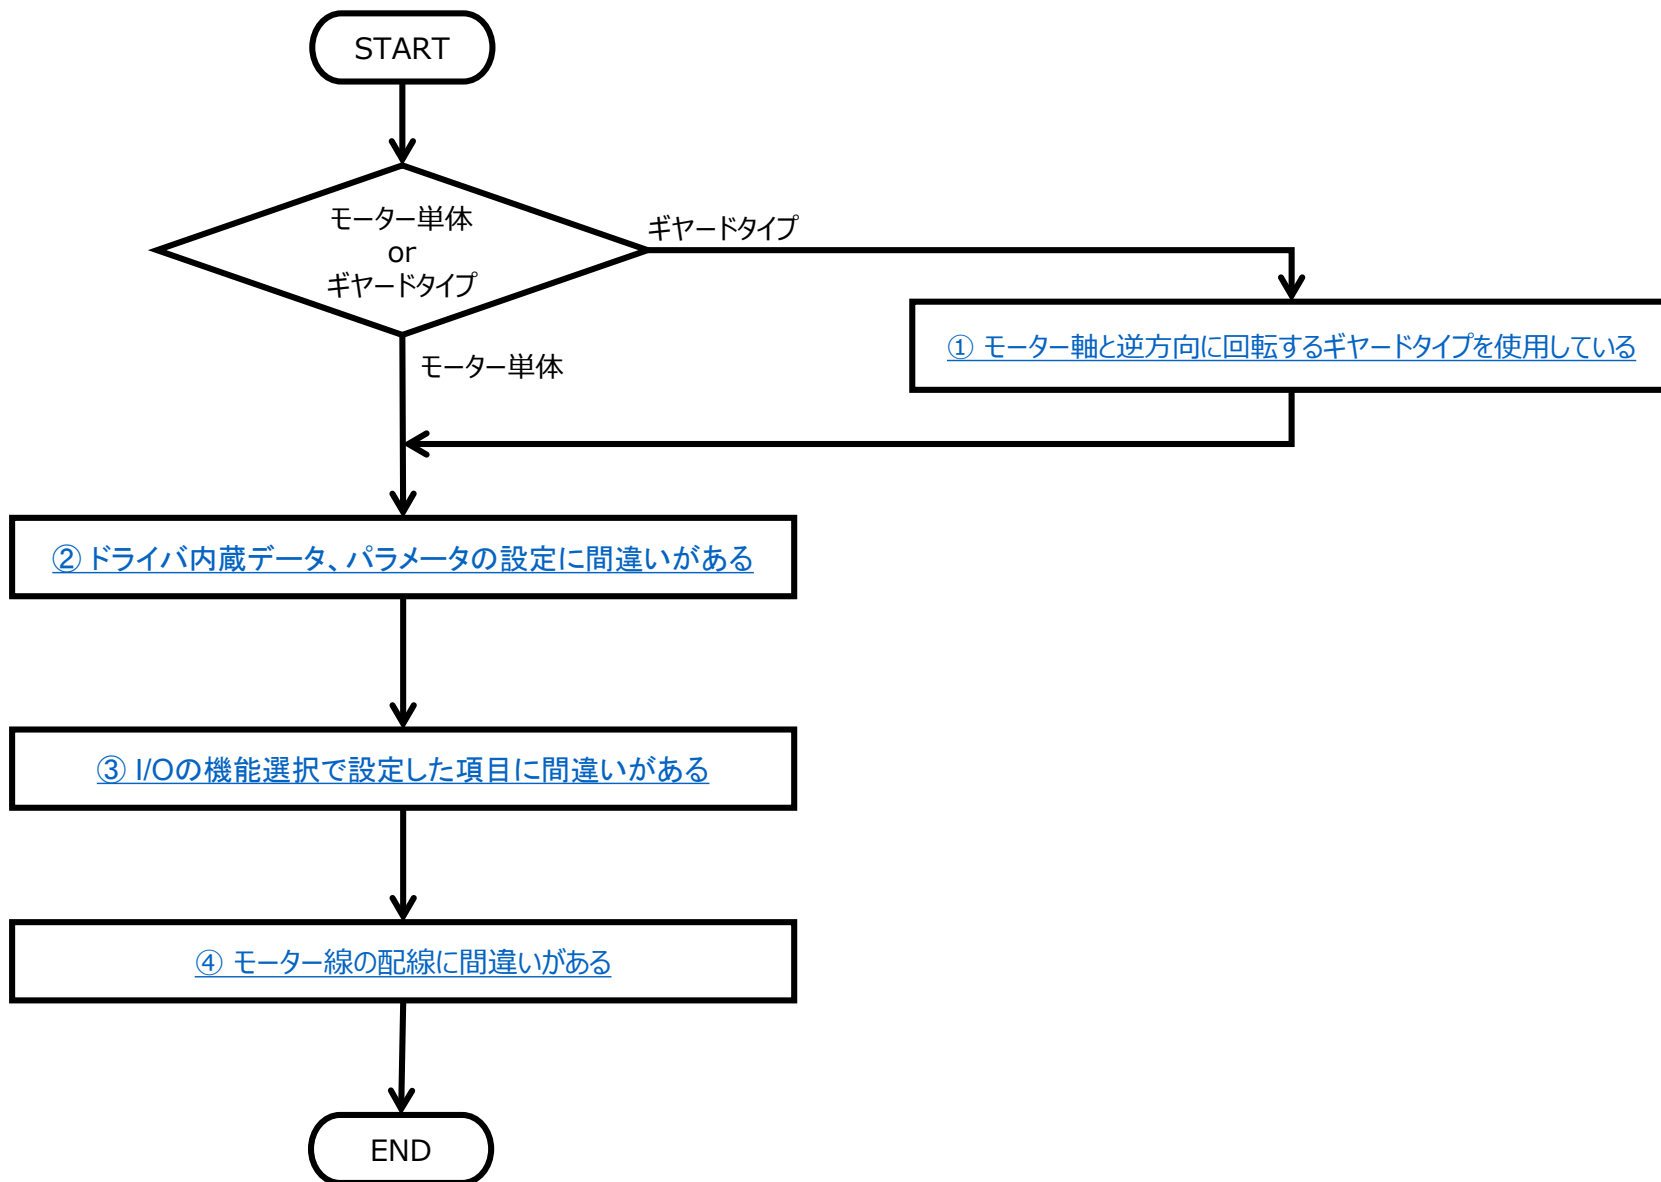 START
モーター単体
or
ギヤードタイプ
ギヤードタイプ
① モーター軸と逆方向に回転するギヤードタイプを使用している
モーター単体
② ドライバ内蔵データ、パラメータの設定に間違いがある
③ I/Oの機能選択で設定した項目に間違いがある
④ モーター線の配線に間違いがある
END